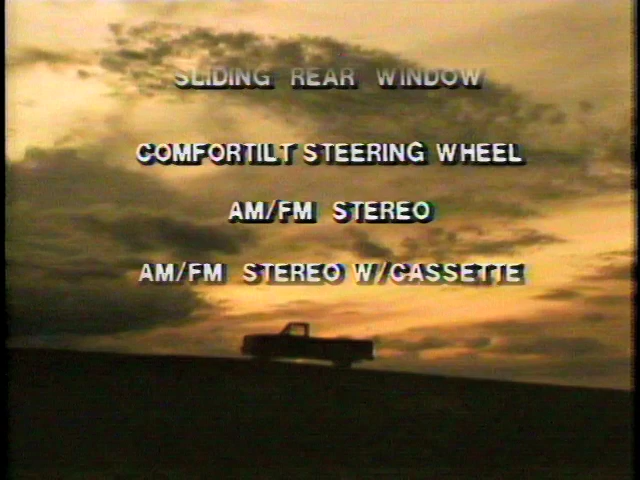 SLIDING REAR WINDOW
COMFORTILT STEERING WHEEL
AM/FM STEREO
AM/FM STEREO W/CASSETTE